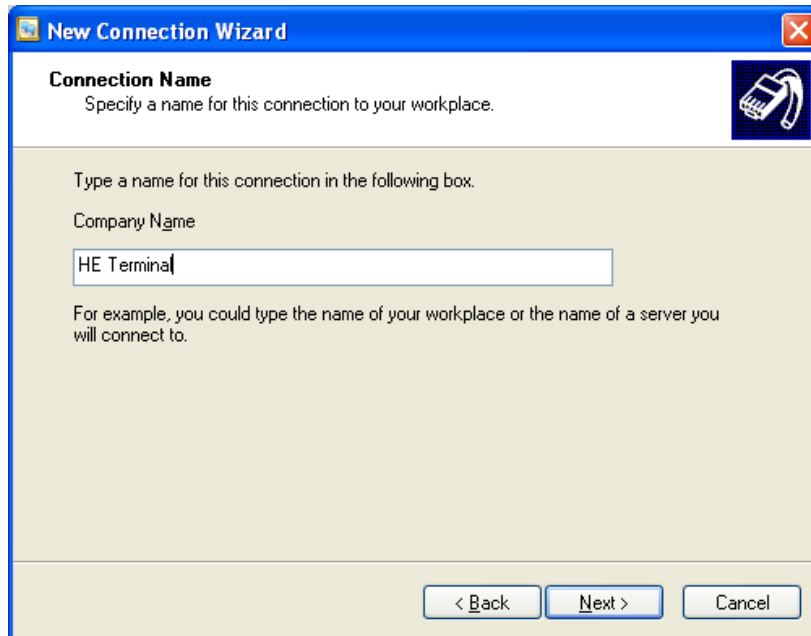 New Connection Wizard
Connection Name
Specify a name for this connection to your workplace.
Type a name for this connection in the following box.
Company Name
HE Terminal
For example, you could type the name of your workplace or the name of a server you
will connect to.
< Back
Next >
Cancel